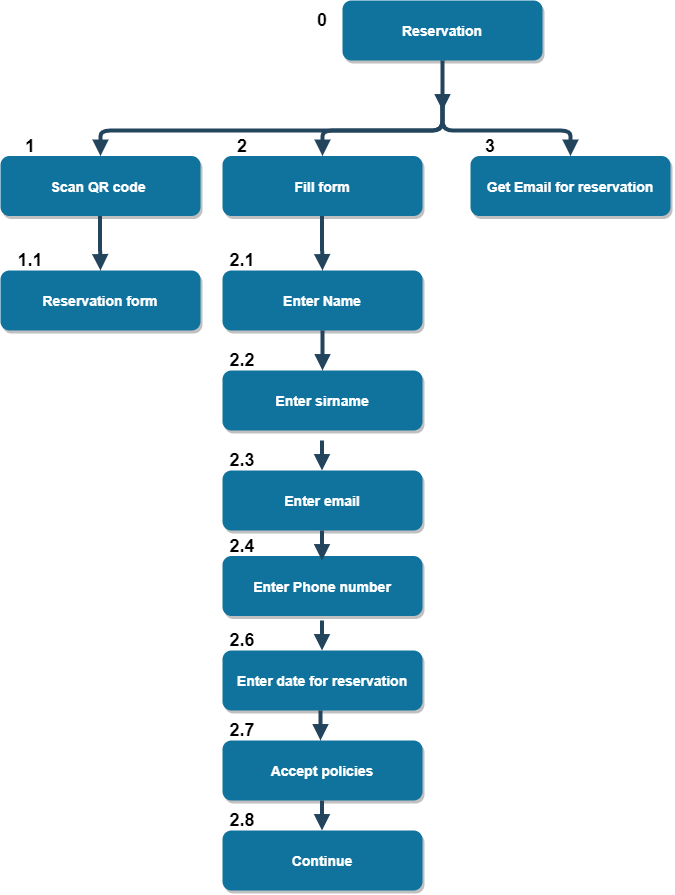 0
Reservation
1
2
3
Scan QR code
Fill form
Get Email for reservation
1.1
2.1
Reservation form
Enter Name
2.2
Enter sirname
2.3
Enter email
2.4
Enter Phone number
2.6
Enter date for reservation
2.7
Accept policies
2.8
Continue